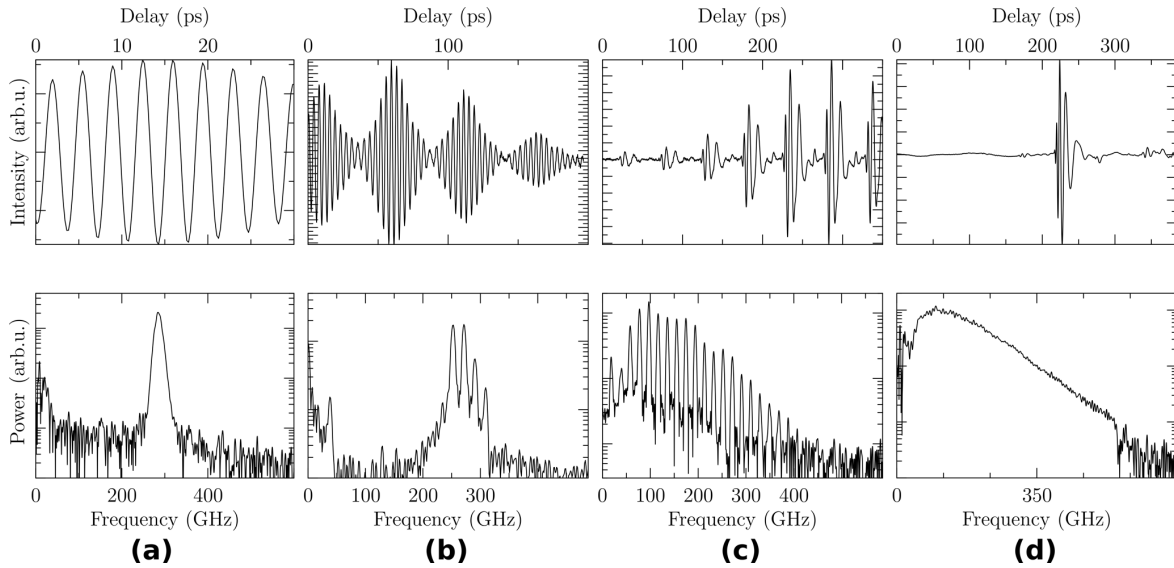 Delay (ps) Delay (ps) Delay (ps) Delay (ps)
0 10 20 0 100 0 100 200 0 100 200 300
Intensity (arb.u.)
Power (arb.u.)
0 200 400 0 100 200 300 0 100 200 300 400 0 350
Frequency (GHz) Frequency (GHz) Frequency (GHz) Frequency (GHz)
(a) (b) (c) (d)